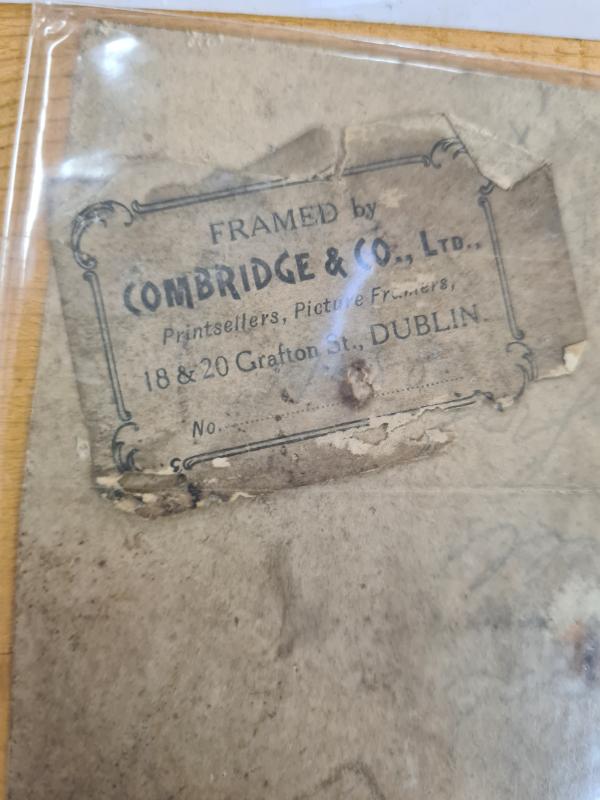 FRAMED by
COMBRIDGE & CO., LTD.,
Printsellers, Picture Framers,
18 & 20 Grafton St., DUBLIN.
No.